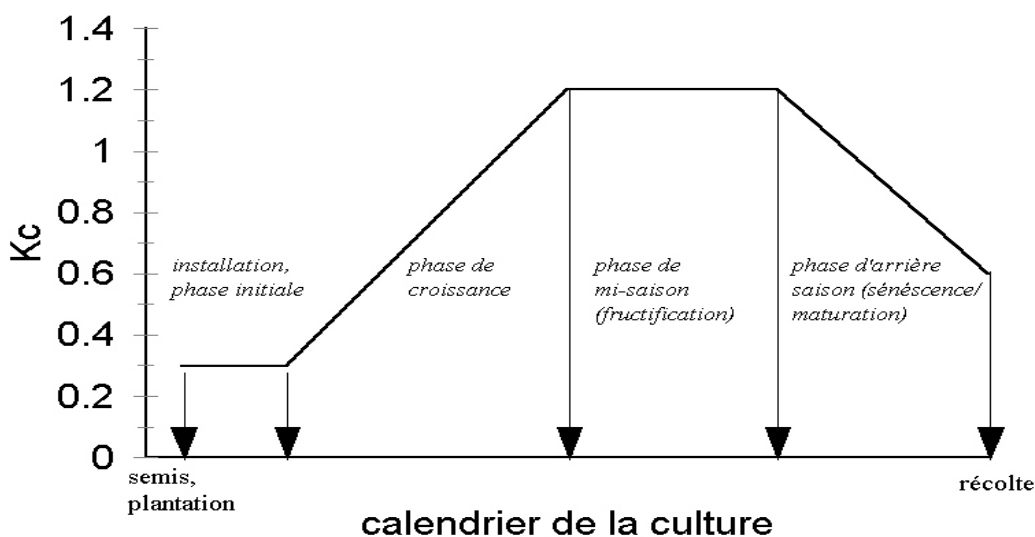 1.4
1.2
1
0.8
0.6
0.4
0.2
0
Kc
installation,
phase initiale
phase de
croissance
phase de
mi-saison
(fructification)
phase d'arrière
saison (sénéscence/
maturation)
semis,
plantation
récolte
calendrier de la culture